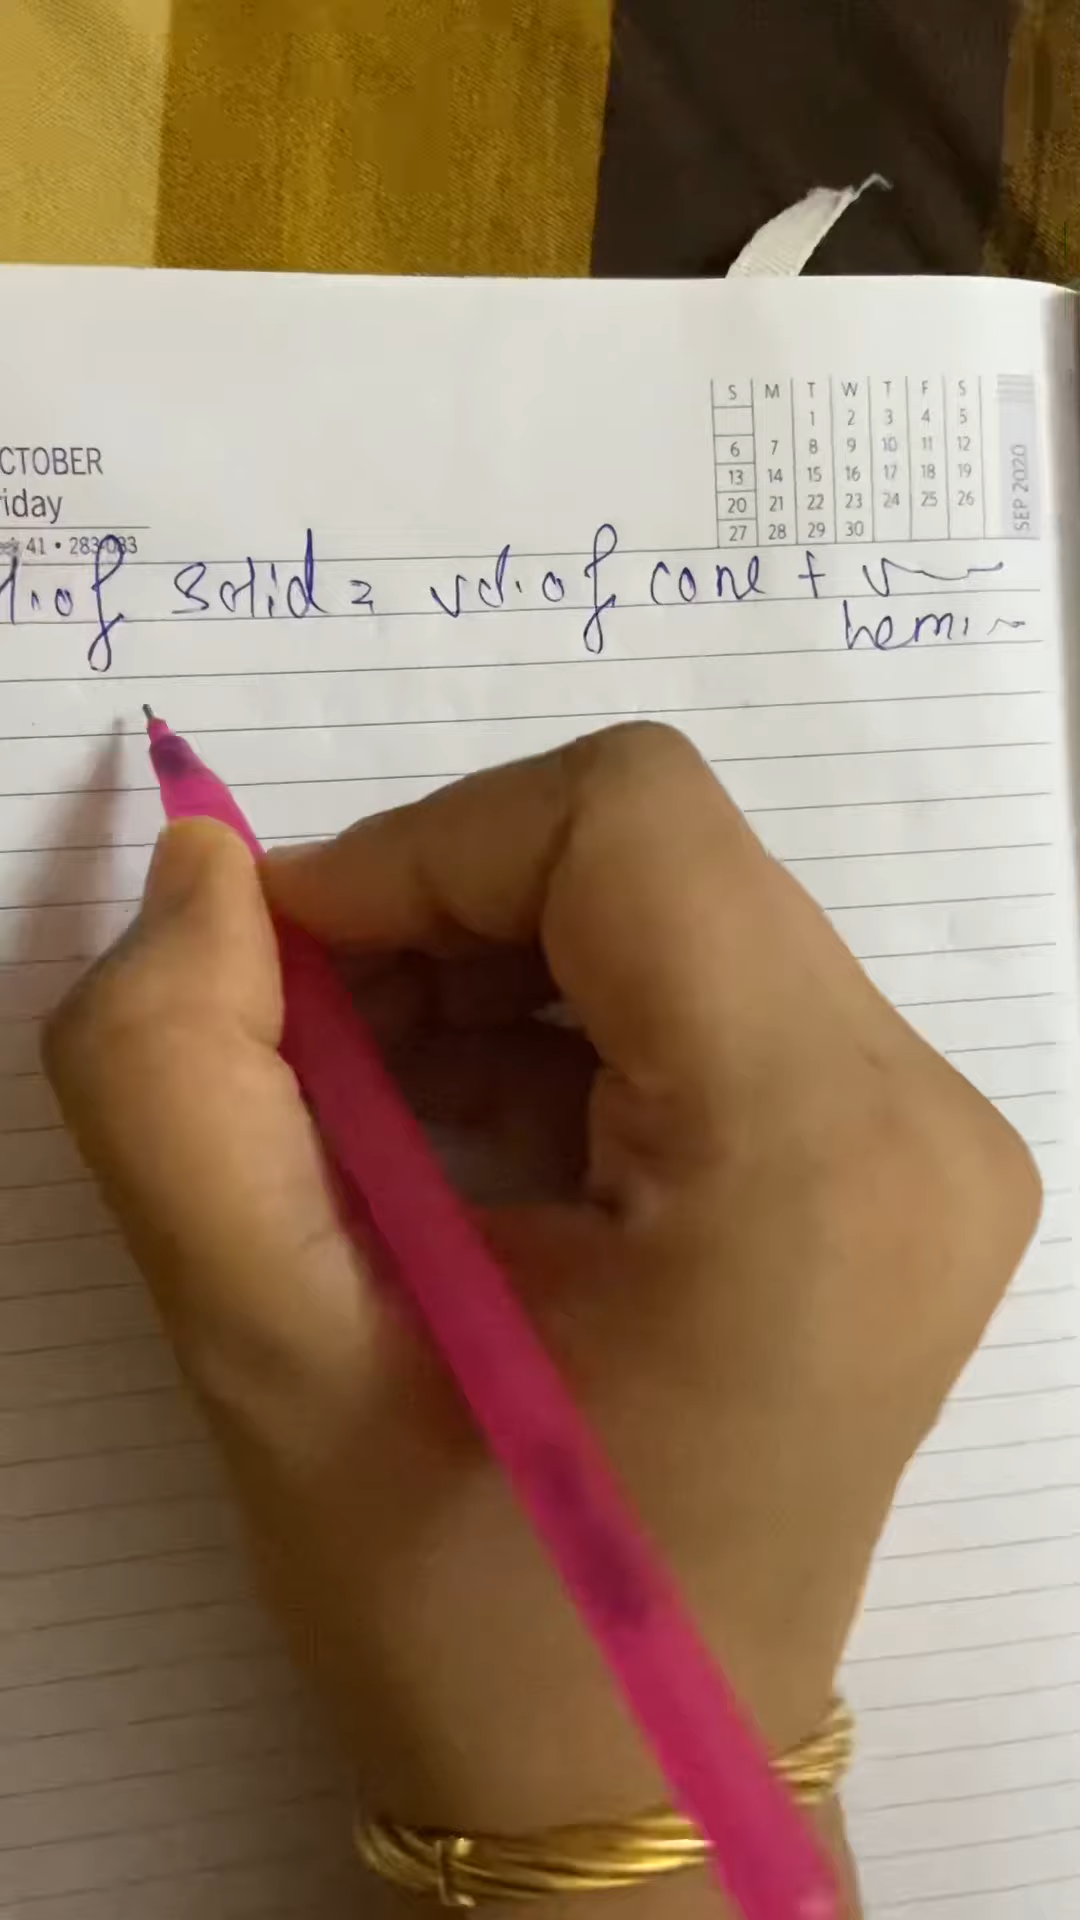 CTOBER
riday
41 • 283/083
S M T W T F S
1 2 3 4 5
6 7 8 9 10 11 12
13 14 15 16 17 18 19
20 21 22 23 24 25 26
27 28 29 30
SEP 2020
l. of solid = vol. of cone + v
hemi